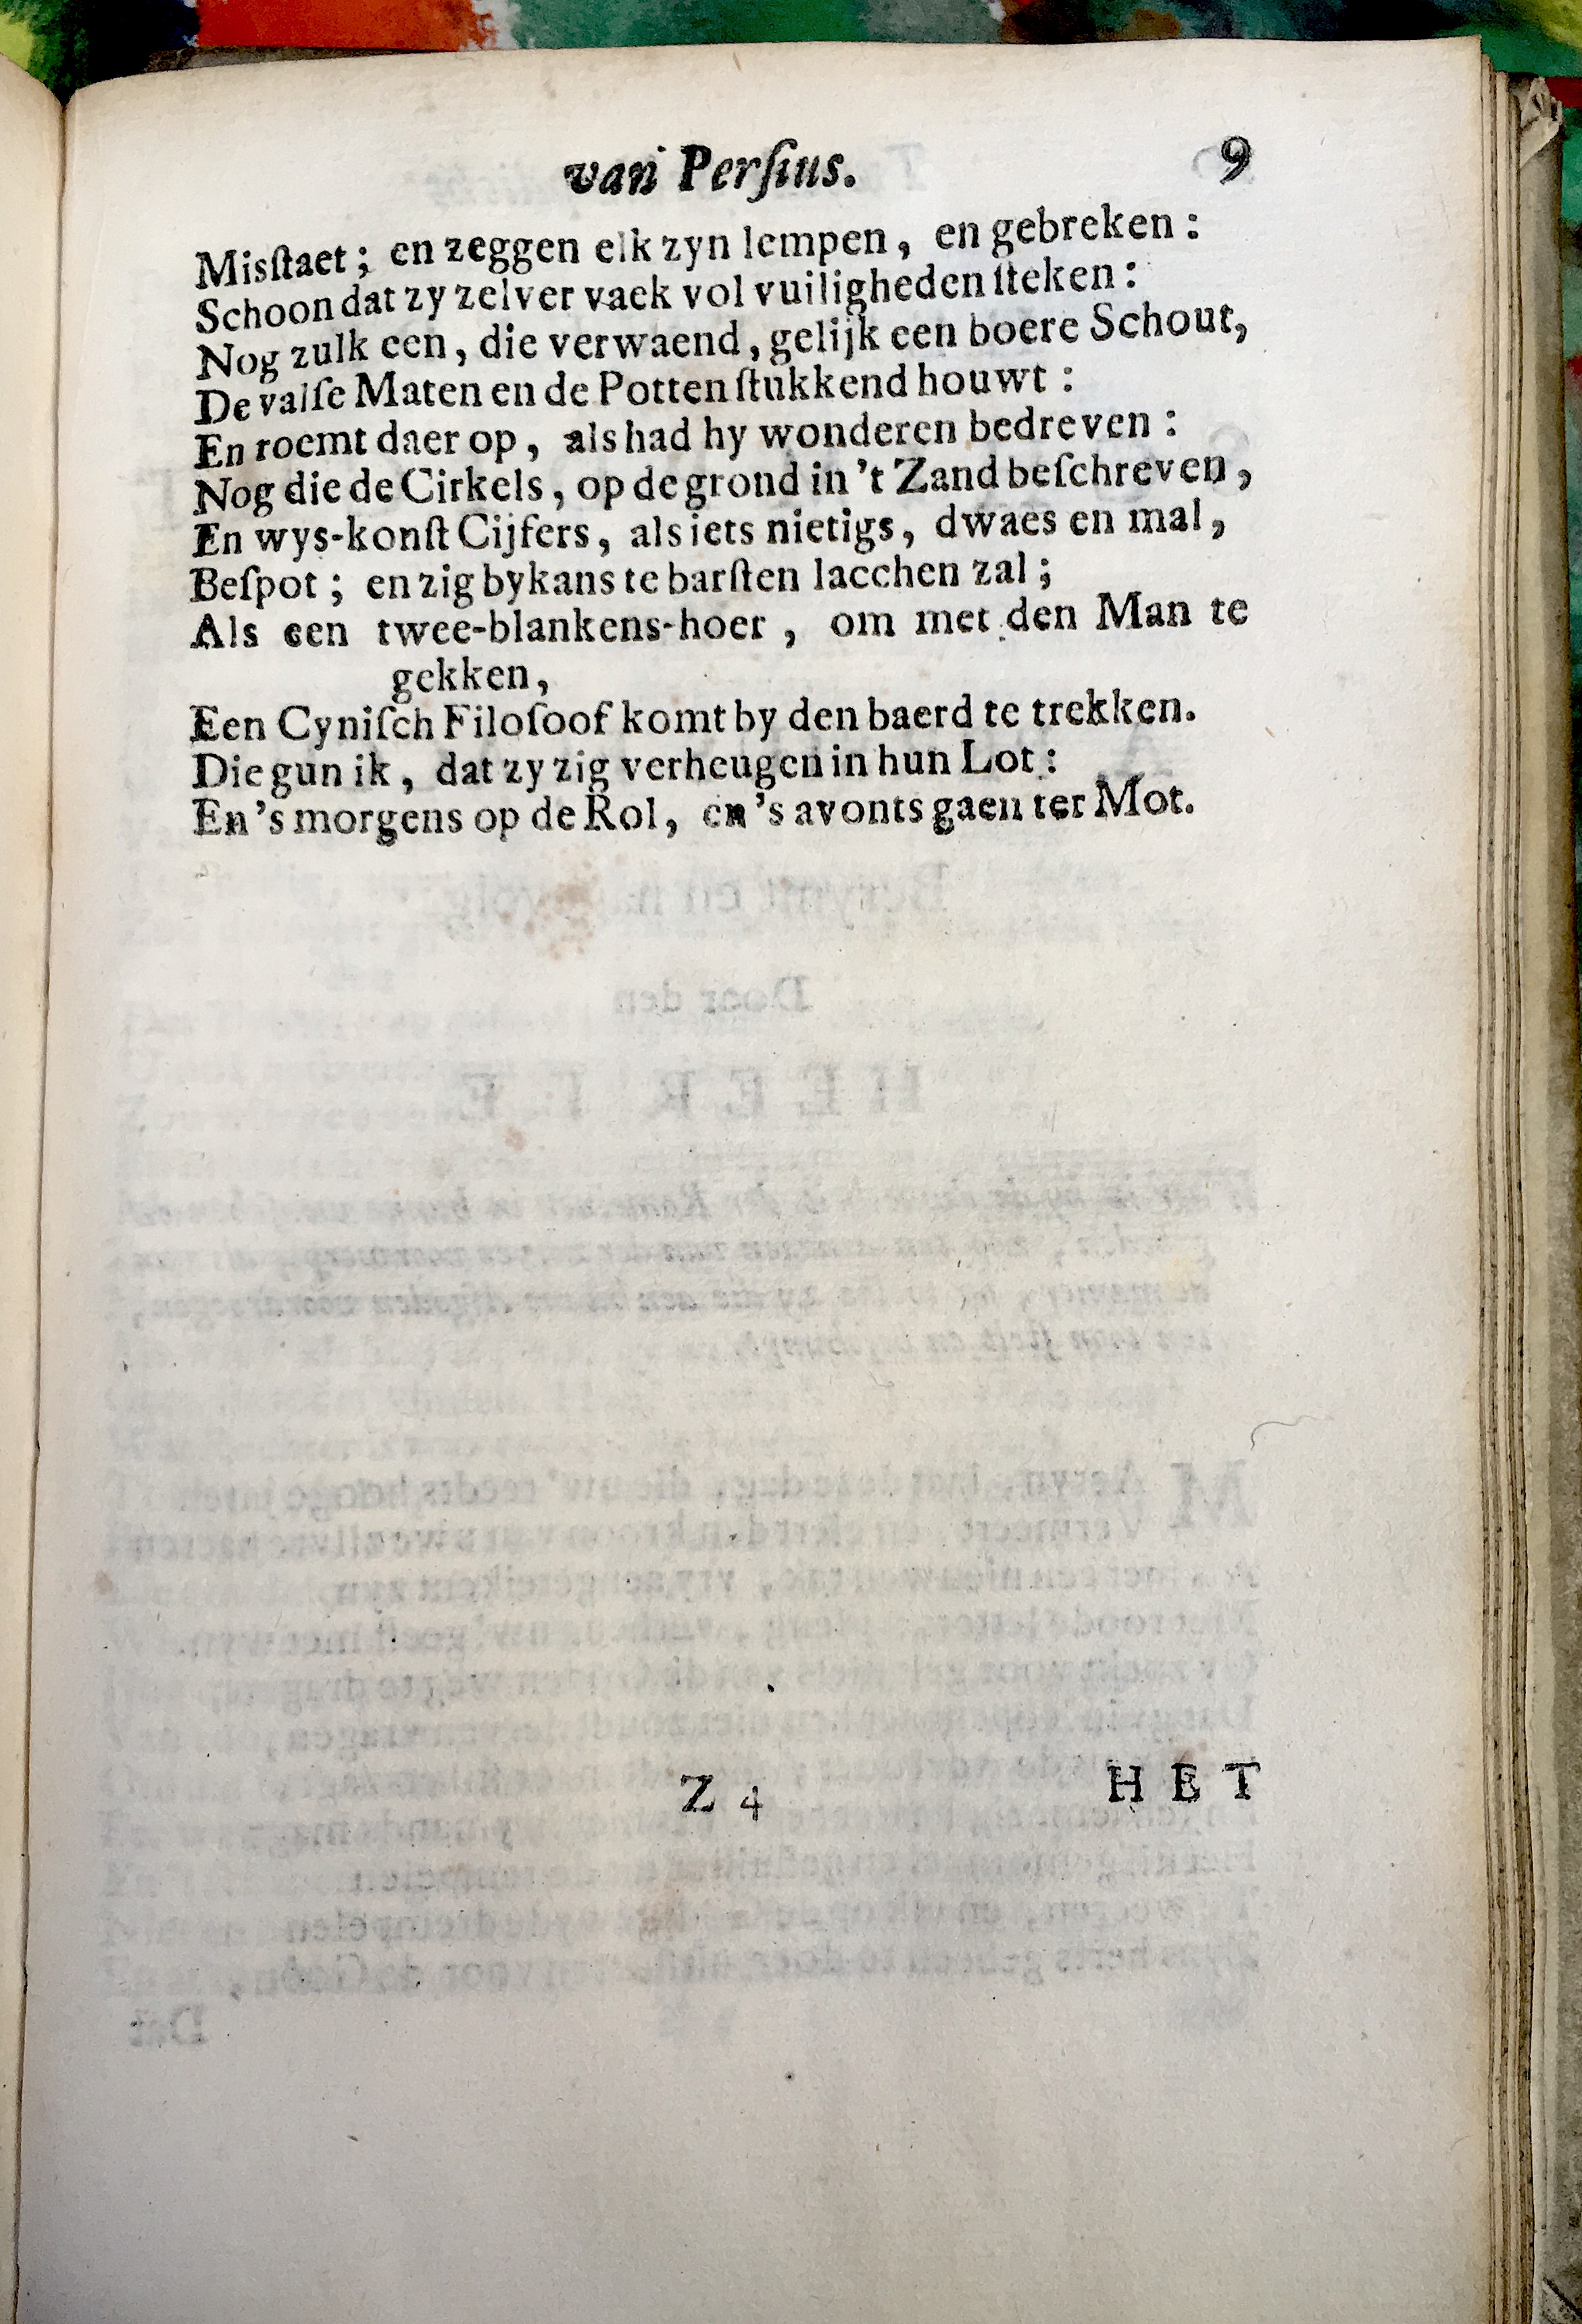 van Perſius. 9
Misſtaet; en zeggen elk zyn lempen, en gebreken:
Schoon dat zy zelver vaek vol vuiligheden ſteken:
Nog zulk een, die verwaend, gelijk een boere Schout,
De valſe Maten en de Potten ſtukkend houwt:
En roemt daer op, als had hy wonderen bedreven:
Nog die de Cirkels, op de grond in 't Zand beſchreven,
En wys-konſt Cijfers, als iets nietigs, dwaes en mal,
Beſpot; en zig bykans te barſten lacchen zal;
Als een twee-blankens-hoer, om met den Man te
gekken,
Een Cyniſch Filoſoof komt by den baerd te trekken.
Die gun ik, dat zy zig verheugen in hun Lot:
En 's morgens op de Rol, en 's avonts gaen ter Mot.
Z 4 HET